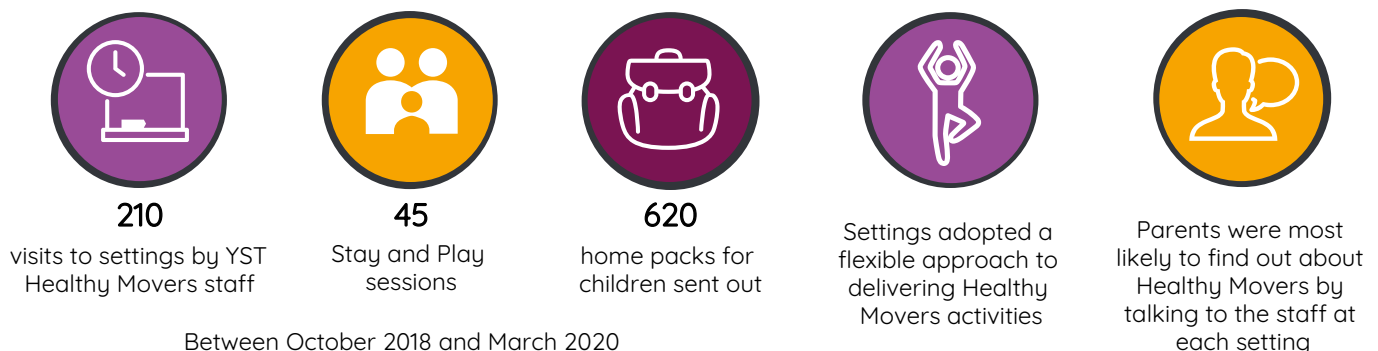 210
visits to settings by YST
Healthy Movers staff
45
Stay and Play
sessions
620
home packs for
children sent out
Between October 2018 and March 2020
Settings adopted a
flexible approach to
delivering Healthy
Movers activities
Parents were most
likely to find out about
Healthy Movers by
talking to the staff at
each setting